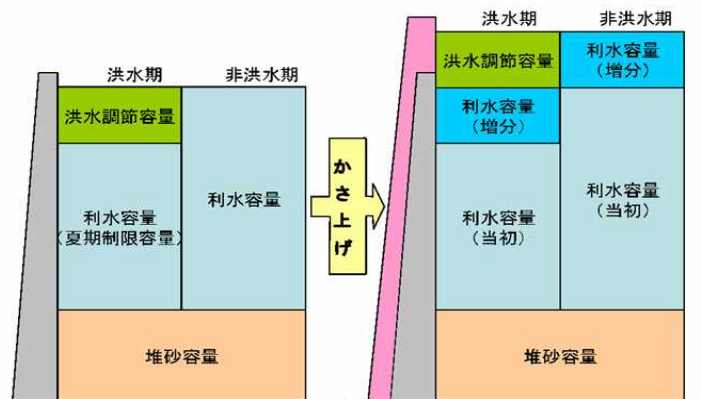 洪水期
非洪水期
洪水調節容量
利水容量
(夏期制限容量)
利水容量
堆砂容量
かさ上げ
洪水期
非洪水期
洪水調節容量
利水容量
(増分)
利水容量
(増分)
利水容量
(当初)
利水容量
(当初)
堆砂容量